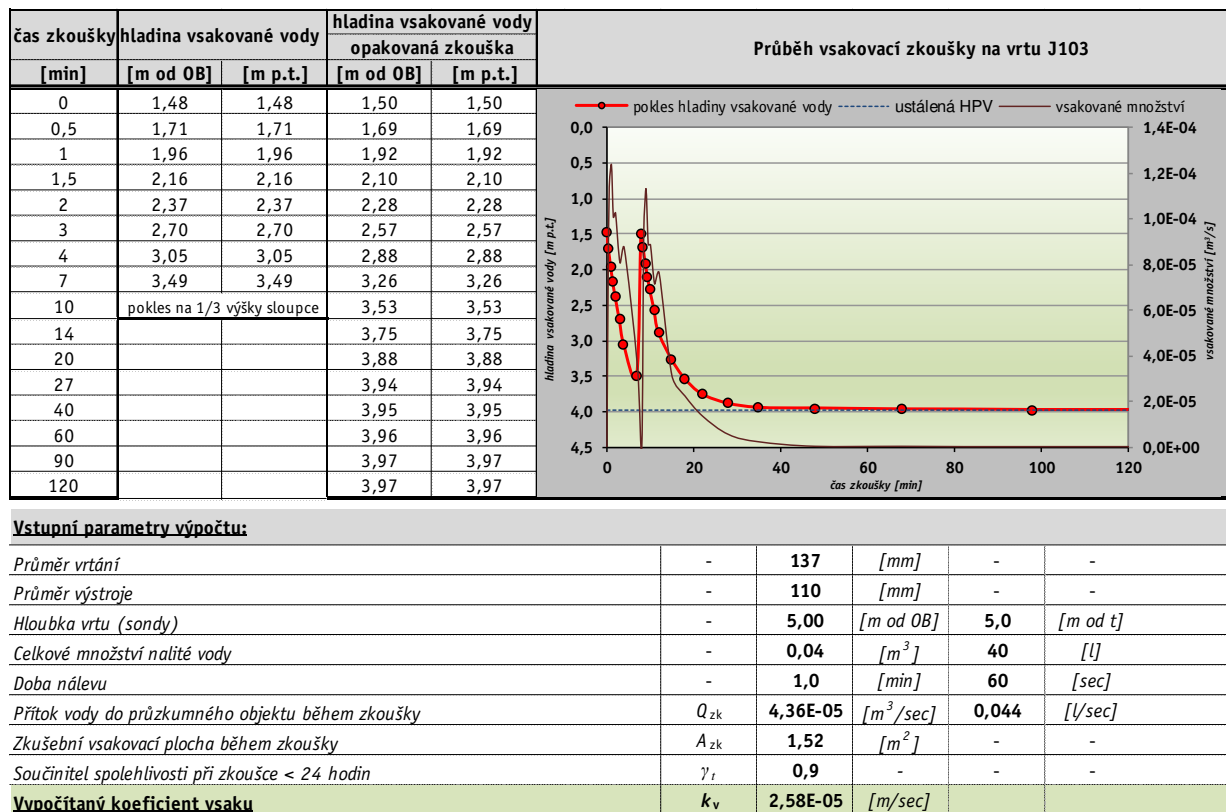 čas zkoušky hladina vsakované vody hladina vsakované vody
opakovaná zkouška
[min] [m od OB] [m p.t.] [m od OB] [m p.t.]
0 1,48 1,48 1,50 1,50
0,5 1,71 1,71 1,69 1,69
1 1,96 1,96 1,92 1,92
1,5 2,16 2,16 2,10 2,10
2 2,37 2,37 2,28 2,28
3 2,70 2,70 2,57 2,57
4 3,05 3,05 2,88 2,88
7 3,49 3,49 3,26 3,26
10 pokles na 1/3 výšky sloupce 3,53 3,53
14 3,75 3,75
20 3,88 3,88
27 3,94 3,94
40 3,95 3,95
60 3,96 3,96
90 3,97 3,97
120 3,97 3,97
Průběh vsakovací zkoušky na vrtu J103
pokles hladiny vsakované vody ustálená HPV vsakované množství
hladina vsakované vody [m p.t.]
0,0
0,5
1,0
1,5
2,0
2,5
3,0
3,5
4,0
4,5
1,4E-04
1,2E-04
1,0E-04
8,0E-05
6,0E-05
4,0E-05
2,0E-05
0,0E+00
vsakované množství [m³/s]
0 20 40 60 80 100 120
čas zkoušky [min]
Vstupní parametry výpočtu:
Průměr vrtání - 137 [mm] - -
Průměr výstroje - 110 [mm] - -
Hloubka vrtu (sondy) - 5,00 [m od OB] 5,0 [m od t]
Celkové množství nalité vody - 0,04 [m³] 40 [l]
Doba nálevu - 1,0 [min] 60 [sec]
Přítok vody do průzkumného objektu během zkoušky Qzk 4,36E-05 [m³/sec] 0,044 [l/sec]
Zkušební vsakovací plocha během zkoušky Azk 1,52 [m²] - -
Součinitel spolehlivosti při zkoušce < 24 hodin γt 0,9 - - -
Vypočítaný koeficient vsaku kv 2,58E-05 [m/sec]